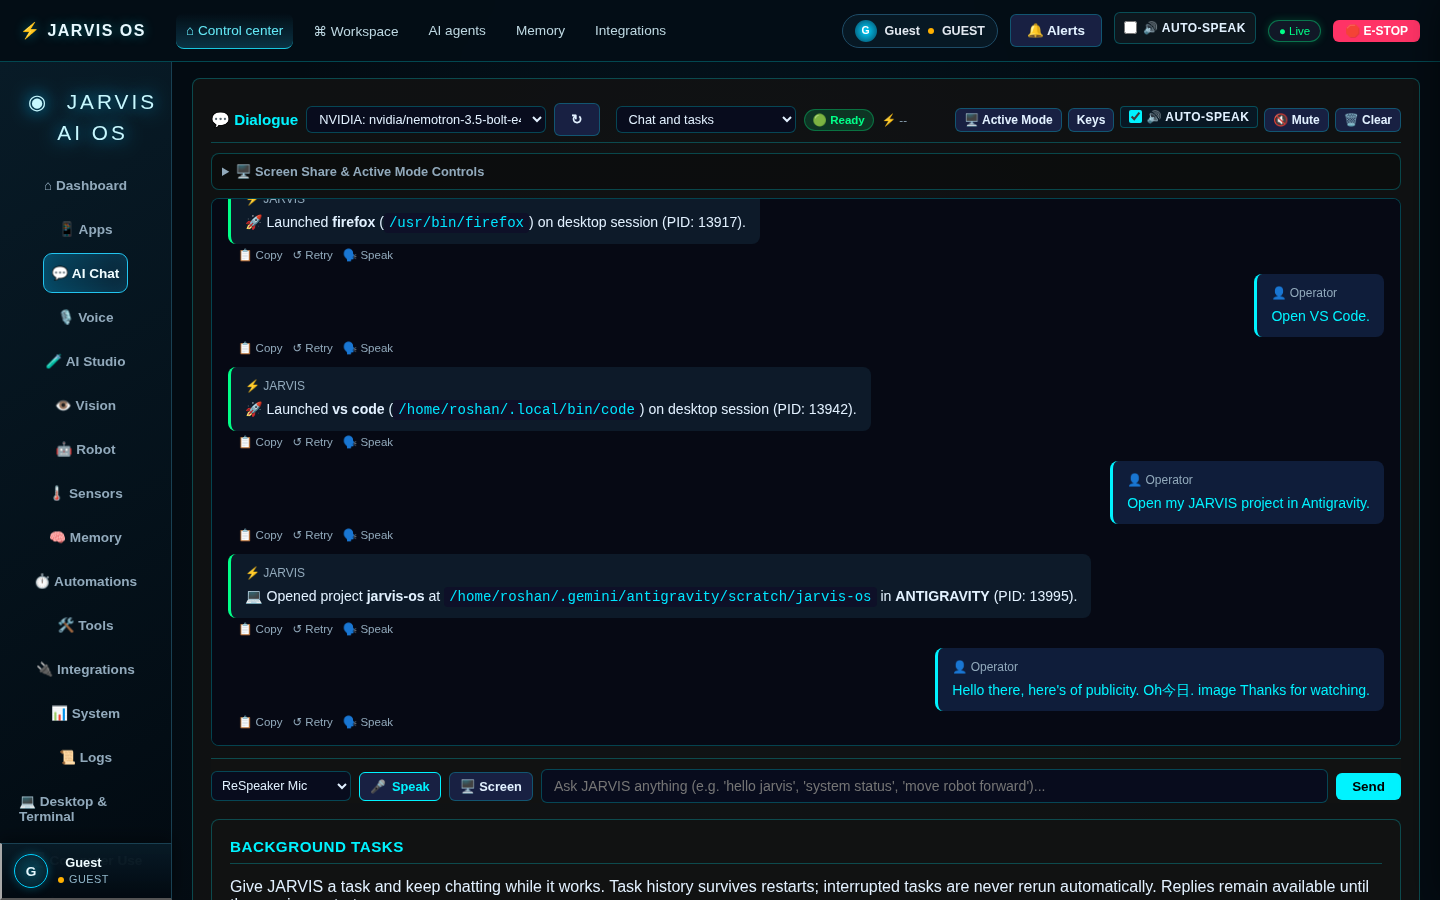 ⚡ JARVIS OS
⌂ Control center
⌘ Workspace
AI agents
Memory
Integrations
G Guest GUEST
🔔 Alerts
🔊 AUTO-SPEAK
● Live
🛑 E-STOP
◉ JARVIS
AI OS
⌂ Dashboard
📱 Apps
💬 AI Chat
🎙️ Voice
🧪 AI Studio
👁️ Vision
🤖 Robot
🌡️ Sensors
🧠 Memory
⏱️ Automations
🛠️ Tools
🔌 Integrations
📊 System
📜 Logs
💻 Desktop &
Terminal
G Guest
GUEST
💬 Dialogue
NVIDIA: nvidia/nemotron-3.5-bolt-e4
↻
Chat and tasks
🟢 Ready
⚡ --
🖥️ Active Mode
Keys
🔊 AUTO-SPEAK
🔇 Mute
🗑️ Clear
▶ 🖥️ Screen Share & Active Mode Controls
⚡ JARVIS
🚀 Launched firefox ( /usr/bin/firefox ) on desktop session (PID: 13917).
📋 Copy ↺ Retry 🗣️ Speak
👤 Operator
Open VS Code.
📋 Copy ↺ Retry 🗣️ Speak
⚡ JARVIS
🚀 Launched vs code ( /home/roshan/.local/bin/code ) on desktop session (PID: 13942).
📋 Copy ↺ Retry 🗣️ Speak
👤 Operator
Open my JARVIS project in Antigravity.
📋 Copy ↺ Retry 🗣️ Speak
⚡ JARVIS
💻 Opened project jarvis-os at /home/roshan/.gemini/antigravity/scratch/jarvis-os in ANTIGRAVITY (PID: 13995).
📋 Copy ↺ Retry 🗣️ Speak
👤 Operator
Hello there, here's of publicity. Oh今日. image Thanks for watching.
📋 Copy ↺ Retry 🗣️ Speak
ReSpeaker Mic
🎤 Speak
🖥️ Screen
Ask JARVIS anything (e.g. 'hello jarvis', 'system status', 'move robot forward')...
Send
BACKGROUND TASKS
Give JARVIS a task and keep chatting while it works. Task history survives restarts; interrupted tasks are never rerun automatically. Replies remain available until